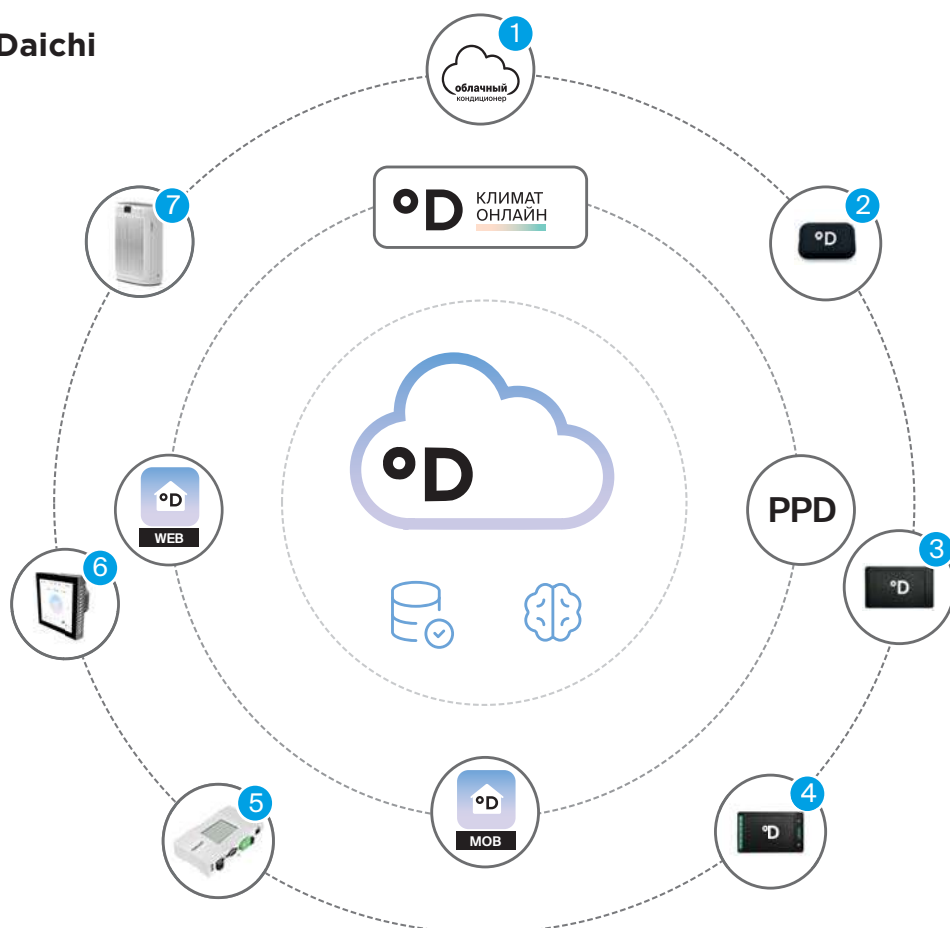 Daichi
1
облачный
кондиционер
7
°D
КЛИМАТ
ОНЛАЙН
2
°D
°D
°D
WEB
PPD
3
°D
6
5
°D
MOB
4
°D